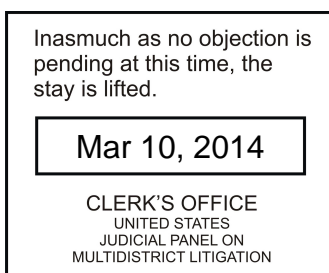 Inasmuch as no objection is
pending at this time, the
stay is lifted.
Mar 10, 2014
CLERK'S OFFICE
UNITED STATES
JUDICIAL PANEL ON
MULTIDISTRICT LITIGATION